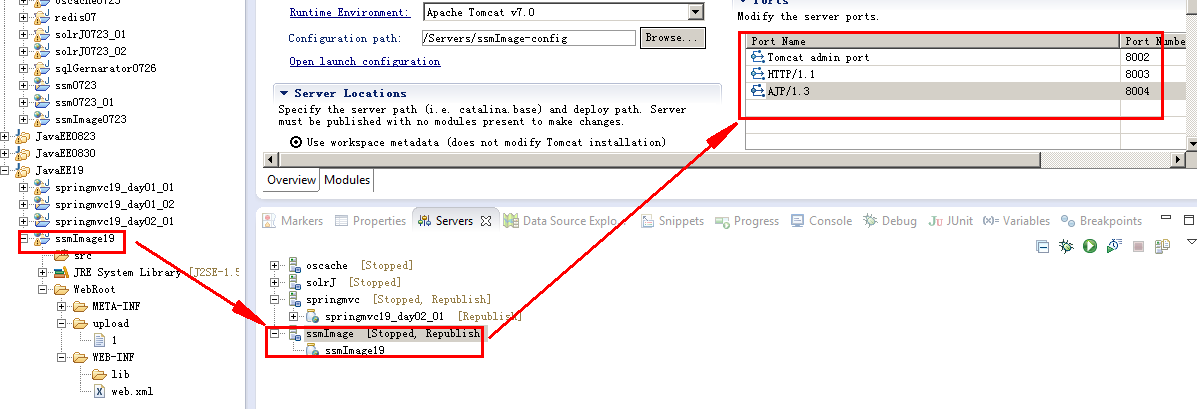 oscache0723
redis07
solrJ0723_01
solrJ0723_02
sqlGernarator0726
ssm0723
ssm0723_01
ssmImage0723
JavaEE0823
JavaEE0830
JavaEE19
springmvc19_day01_01
springmvc19_day01_02
springmvc19_day02_01
ssmImage19
src
JRE System Library [J2SE-1.5
WebRoot
META-INF
upload
1
WEB-INF
lib
web.xml
Runtime Environment: Apache Tomcat v7.0
Configuration path: /Servers/ssmImage-config Browse...
Open launch configuration
Server Locations
Specify the server path (i.e. catalina.base) and deploy path. Server
must be published with no modules present to make changes.
Use workspace metadata (does not modify Tomcat installation)
Ports
Modify the server ports.
Port Name Port Numbe
Tomcat admin port 8002
HTTP/1.1 8003
AJP/1.3 8004
Overview Modules
Markers Properties Servers Data Source Explo... Snippets Progress Console Debug JUnit Variables Breakpoints
oscache [Stopped]
solrJ [Stopped]
springmvc [Stopped, Republish]
springmvc19_day02_01 [Republish]
ssmImage [Stopped, Republish
ssmImage19